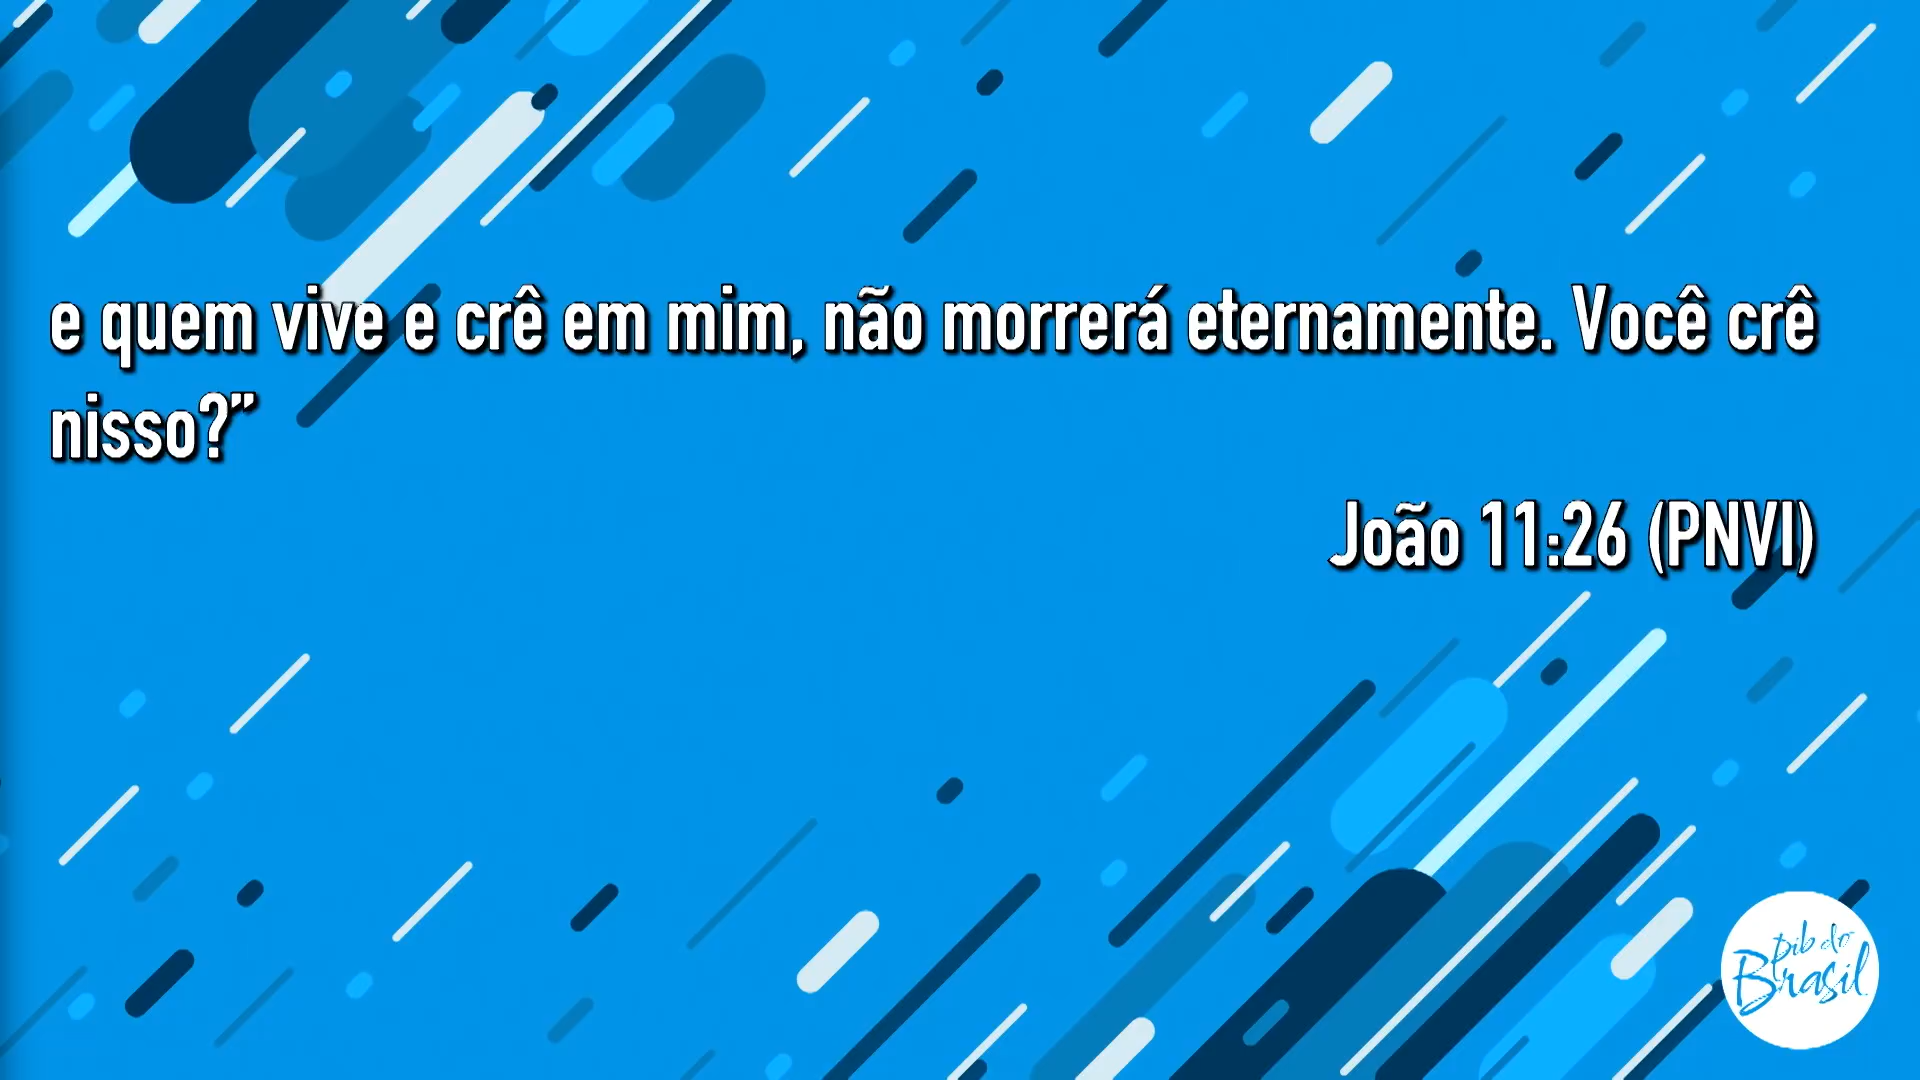 e quem vive e crê em mim, não morrerá eternamente. Você crê
nisso?”
João 11:26 (PNVI)
pib do
Brasil